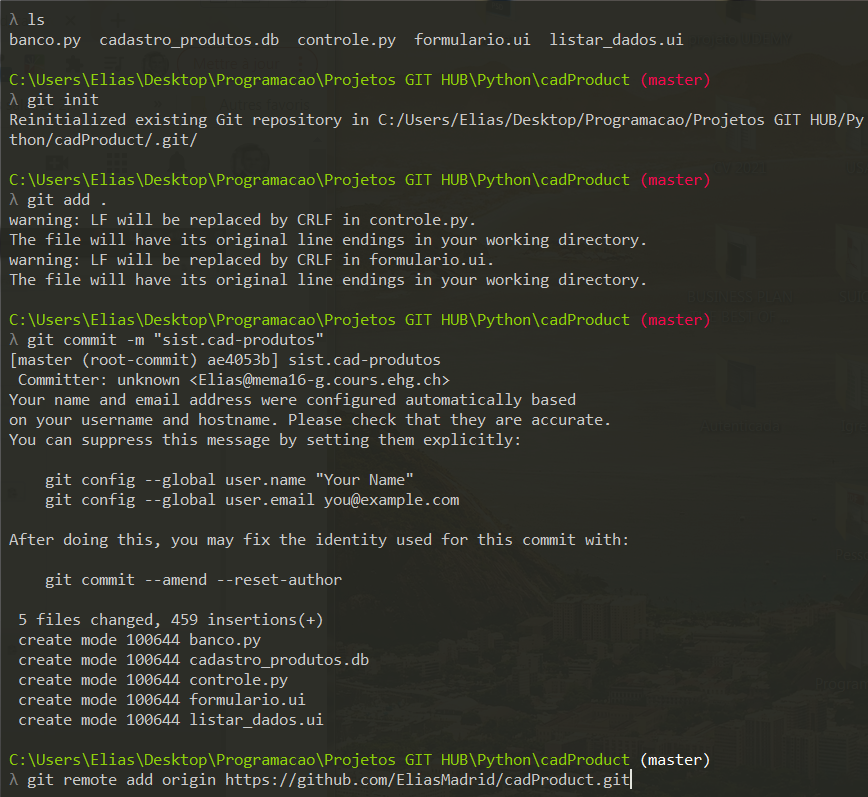 λ ls
banco.py  cadastro_produtos.db  controle.py  formulario.ui  listar_dados.ui
C:\Users\Elias\Desktop\Programacao\Projetos GIT HUB\Python\cadProduct (master)
λ git init
Reinitialized existing Git repository in C:/Users/Elias/Desktop/Programacao/Projetos GIT HUB/Py
thon/cadProduct/.git/
C:\Users\Elias\Desktop\Programacao\Projetos GIT HUB\Python\cadProduct (master)
λ git add .
warning: LF will be replaced by CRLF in controle.py.
The file will have its original line endings in your working directory.
warning: LF will be replaced by CRLF in formulario.ui.
The file will have its original line endings in your working directory.
C:\Users\Elias\Desktop\Programacao\Projetos GIT HUB\Python\cadProduct (master)
λ git commit -m "sist.cad-produtos"
[master (root-commit) ae4053b] sist.cad-produtos
 Committer: unknown <Elias@mema16-g.cours.ehg.ch>
Your name and email address were configured automatically based
on your username and hostname. Please check that they are accurate.
You can suppress this message by setting them explicitly:
    git config --global user.name "Your Name"
    git config --global user.email you@example.com
After doing this, you may fix the identity used for this commit with:
    git commit --amend --reset-author
 5 files changed, 459 insertions(+)
 create mode 100644 banco.py
 create mode 100644 cadastro_produtos.db
 create mode 100644 controle.py
 create mode 100644 formulario.ui
 create mode 100644 listar_dados.ui
C:\Users\Elias\Desktop\Programacao\Projetos GIT HUB\Python\cadProduct (master)
λ git remote add origin https://github.com/EliasMadrid/cadProduct.git